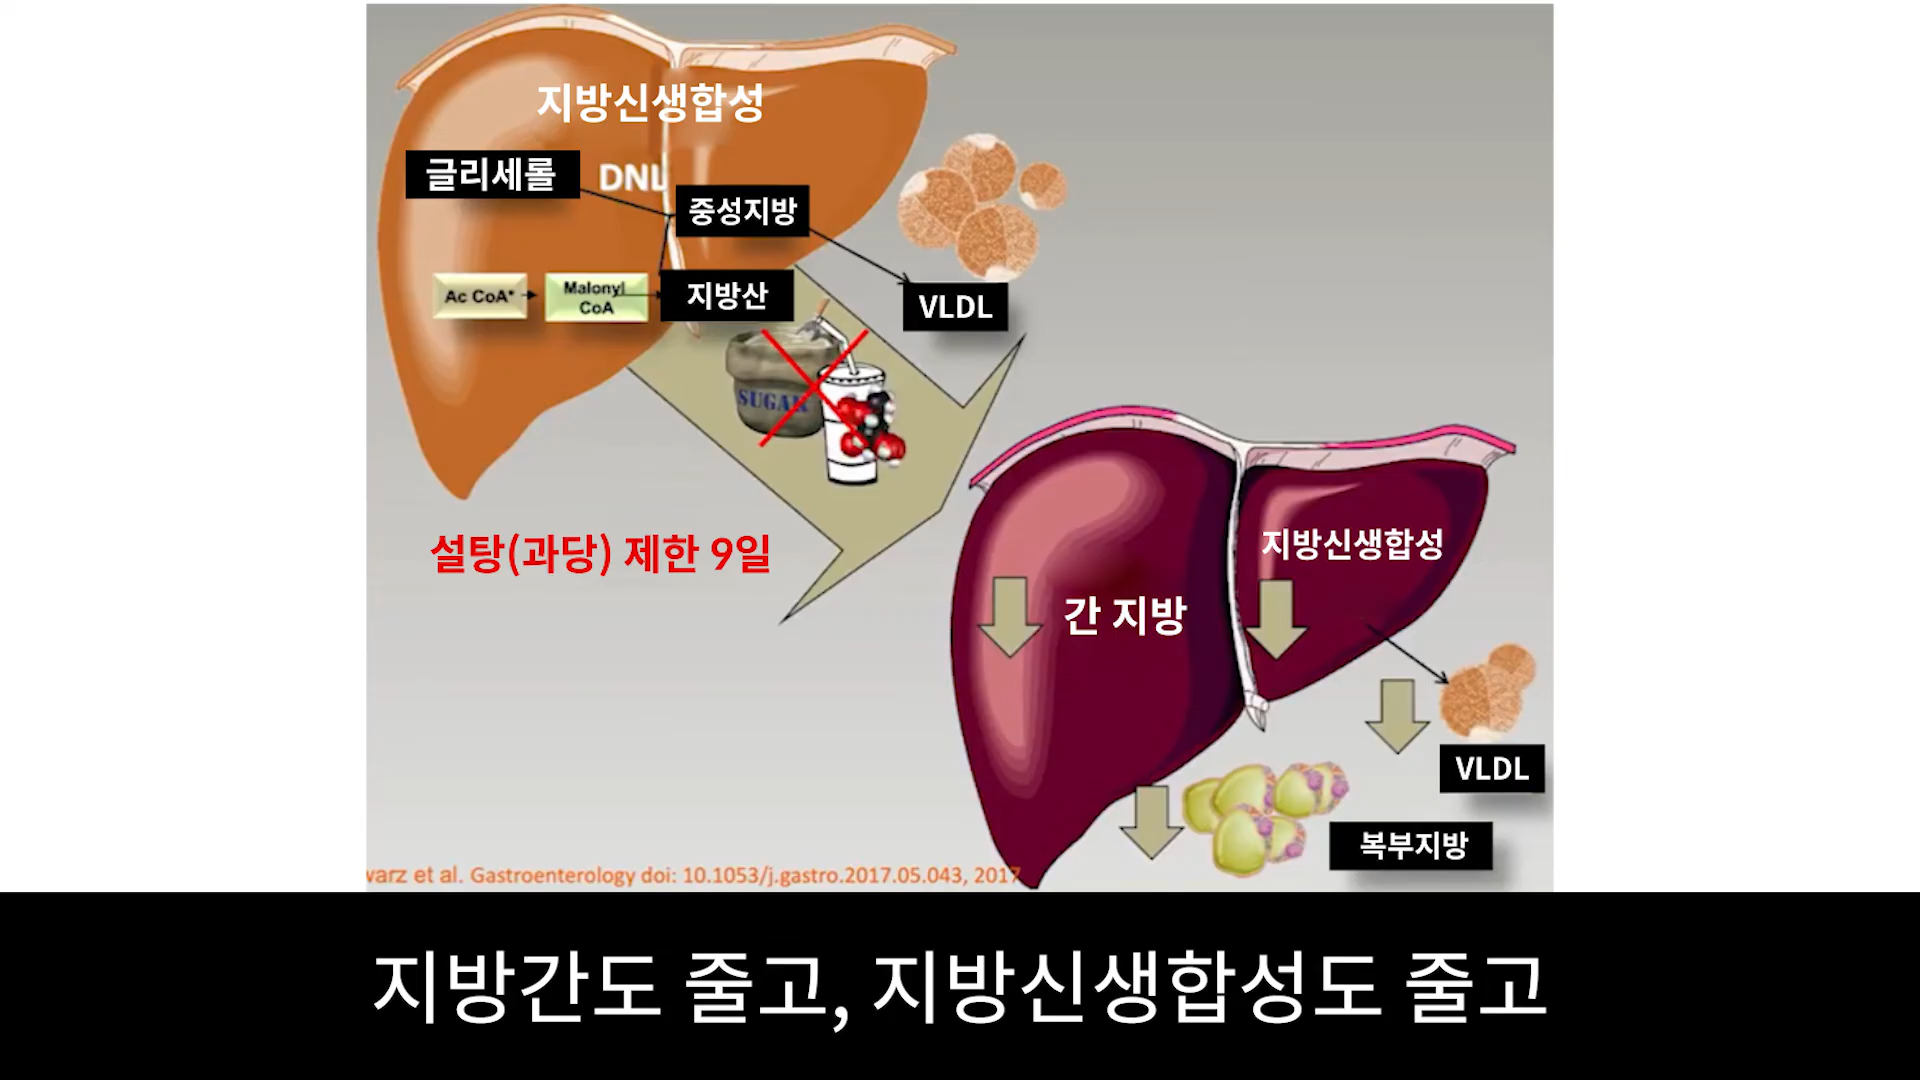 지방신생합성
글리세롤
DNL
중성지방
Ac CoA*
Malonyl
CoA
지방산
VLDL
SUGAR
설탕(과당) 제한 9일
지방신생합성
간 지방
VLDL
복부지방
warz et al. Gastroenterology doi: 10.1053/j.gastro.2017.05.043, 2017
지방간도 줄고, 지방신생합성도 줄고